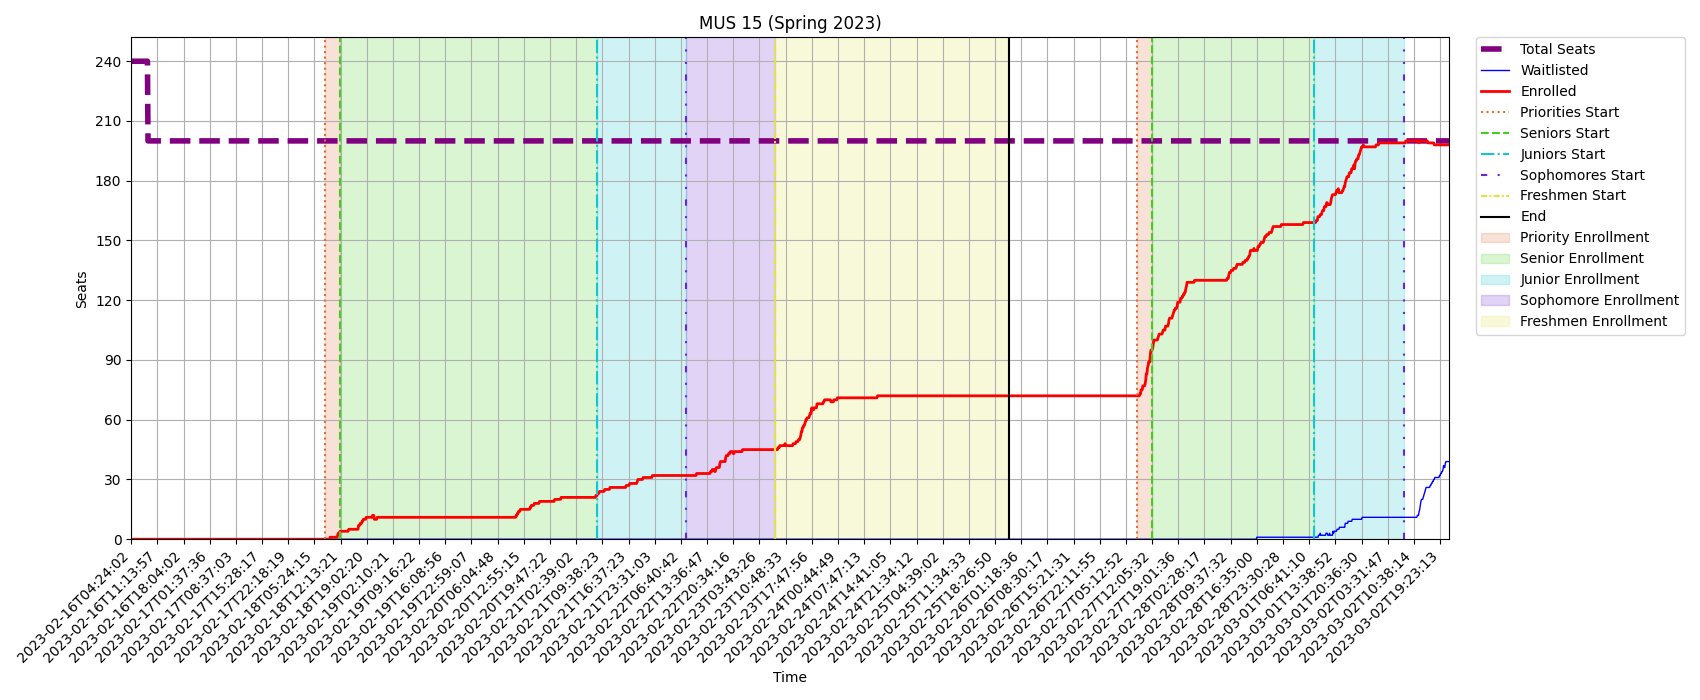 MUS 15 (Spring 2023)
Seats
240
210
180
150
120
90
60
30
0
2023-02-16T04:24:02
2023-02-16T11:13:57
2023-02-16T18:04:02
2023-02-17T01:37:36
2023-02-17T08:37:03
2023-02-17T15:28:17
2023-02-17T22:18:19
2023-02-18T05:24:15
2023-02-18T12:13:21
2023-02-18T19:02:20
2023-02-19T02:10:21
2023-02-19T09:16:22
2023-02-19T16:08:56
2023-02-19T22:59:07
2023-02-20T06:04:48
2023-02-20T12:55:15
2023-02-20T19:47:22
2023-02-21T02:39:02
2023-02-21T09:38:23
2023-02-21T16:37:23
2023-02-21T23:31:03
2023-02-22T06:40:42
2023-02-22T13:36:47
2023-02-22T20:34:16
2023-02-23T03:43:26
2023-02-23T10:48:33
2023-02-23T17:47:56
2023-02-24T00:44:49
2023-02-24T07:47:13
2023-02-24T14:41:05
2023-02-24T21:34:12
2023-02-25T04:39:02
2023-02-25T11:34:33
2023-02-25T18:26:50
2023-02-26T01:18:36
2023-02-26T08:30:17
2023-02-26T15:21:31
2023-02-26T22:11:55
2023-02-27T05:12:52
2023-02-27T12:05:32
2023-02-27T19:01:36
2023-02-28T02:28:17
2023-02-28T09:37:32
2023-02-28T16:35:00
2023-02-28T23:30:28
2023-03-01T06:41:10
2023-03-01T13:38:52
2023-03-01T20:36:30
2023-03-02T03:31:47
2023-03-02T10:38:14
2023-03-02T19:23:13
Time
Total Seats
Waitlisted
Enrolled
Priorities Start
Seniors Start
Juniors Start
Sophomores Start
Freshmen Start
End
Priority Enrollment
Senior Enrollment
Junior Enrollment
Sophomore Enrollment
Freshmen Enrollment